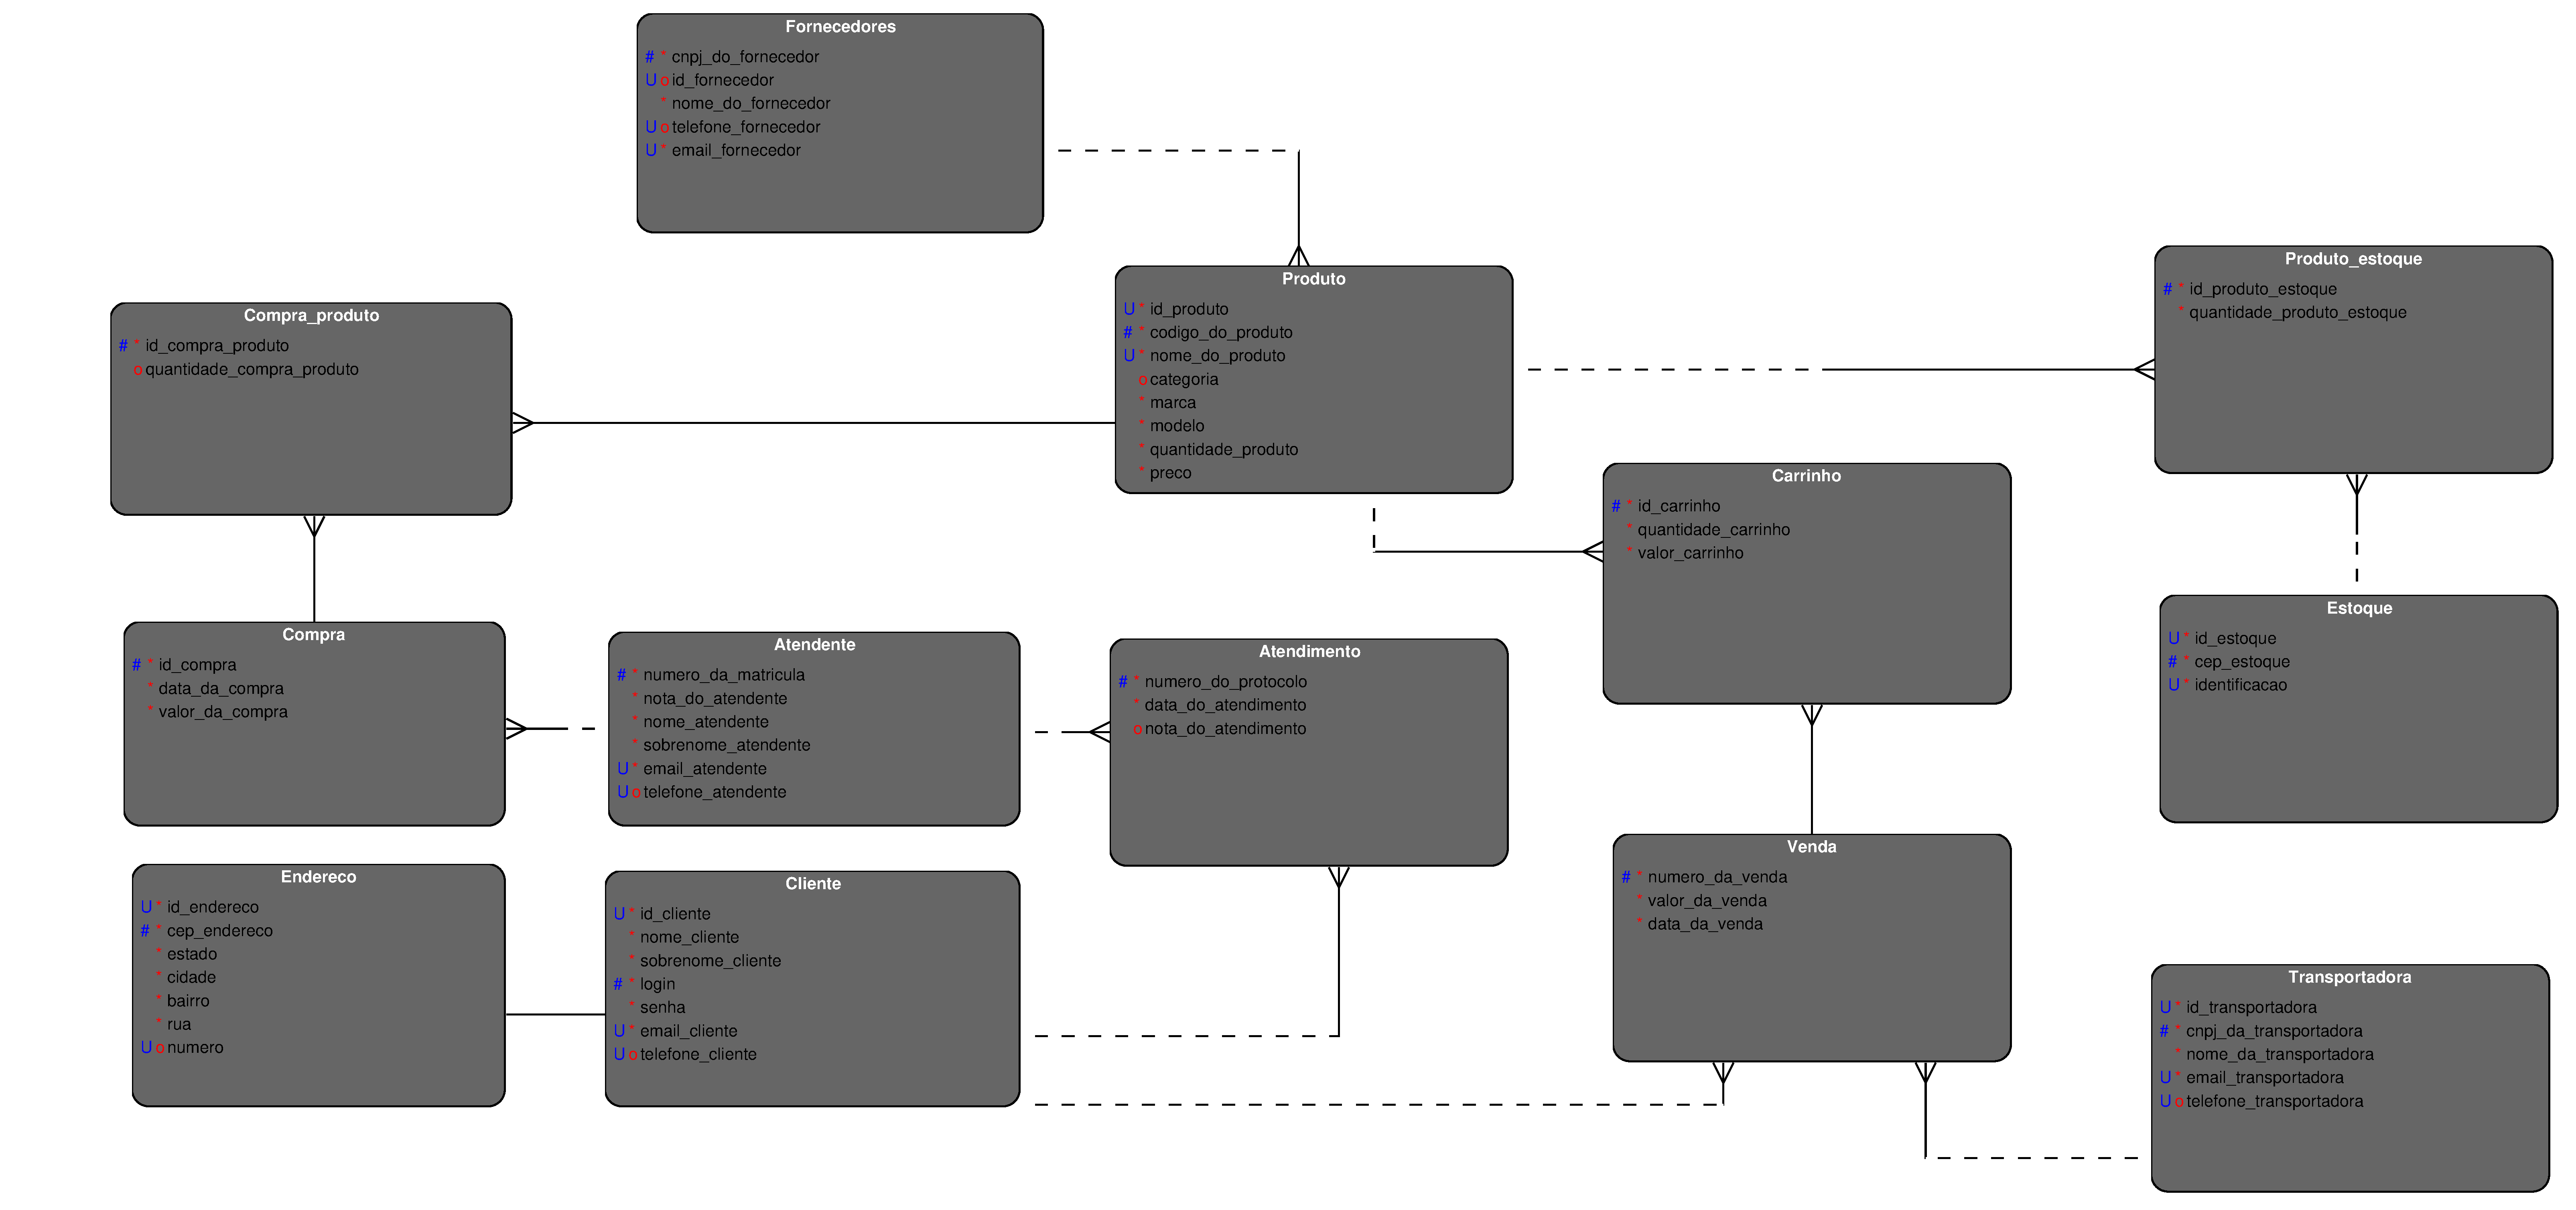 Fornecedores
# * cnpj_do_fornecedor
U o id_fornecedor
* nome_do_fornecedor
U o telefone_fornecedor
U * email_fornecedor
Produto
U * id_produto
# * codigo_do_produto
U * nome_do_produto
o categoria
* marca
* modelo
* quantidade_produto
* preco
Produto_estoque
# * id_produto_estoque
* quantidade_produto_estoque
Compra_produto
# * id_compra_produto
o quantidade_compra_produto
Carrinho
# * id_carrinho
* quantidade_carrinho
* valor_carrinho
Estoque
U * id_estoque
# * cep_estoque
U * identificacao
Compra
# * id_compra
* data_da_compra
* valor_da_compra
Atendente
# * numero_da_matricula
* nota_do_atendente
* nome_atendente
* sobrenome_atendente
U * email_atendente
U o telefone_atendente
Atendimento
# * numero_do_protocolo
* data_do_atendimento
o nota_do_atendimento
Venda
# * numero_da_venda
* valor_da_venda
* data_da_venda
Endereco
U * id_endereco
# * cep_endereco
* estado
* cidade
* bairro
* rua
U o numero
Cliente
U * id_cliente
* nome_cliente
* sobrenome_cliente
# * login
* senha
U * email_cliente
U o telefone_cliente
Transportadora
U * id_transportadora
# * cnpj_da_transportadora
* nome_da_transportadora
U * email_transportadora
U o telefone_transportadora